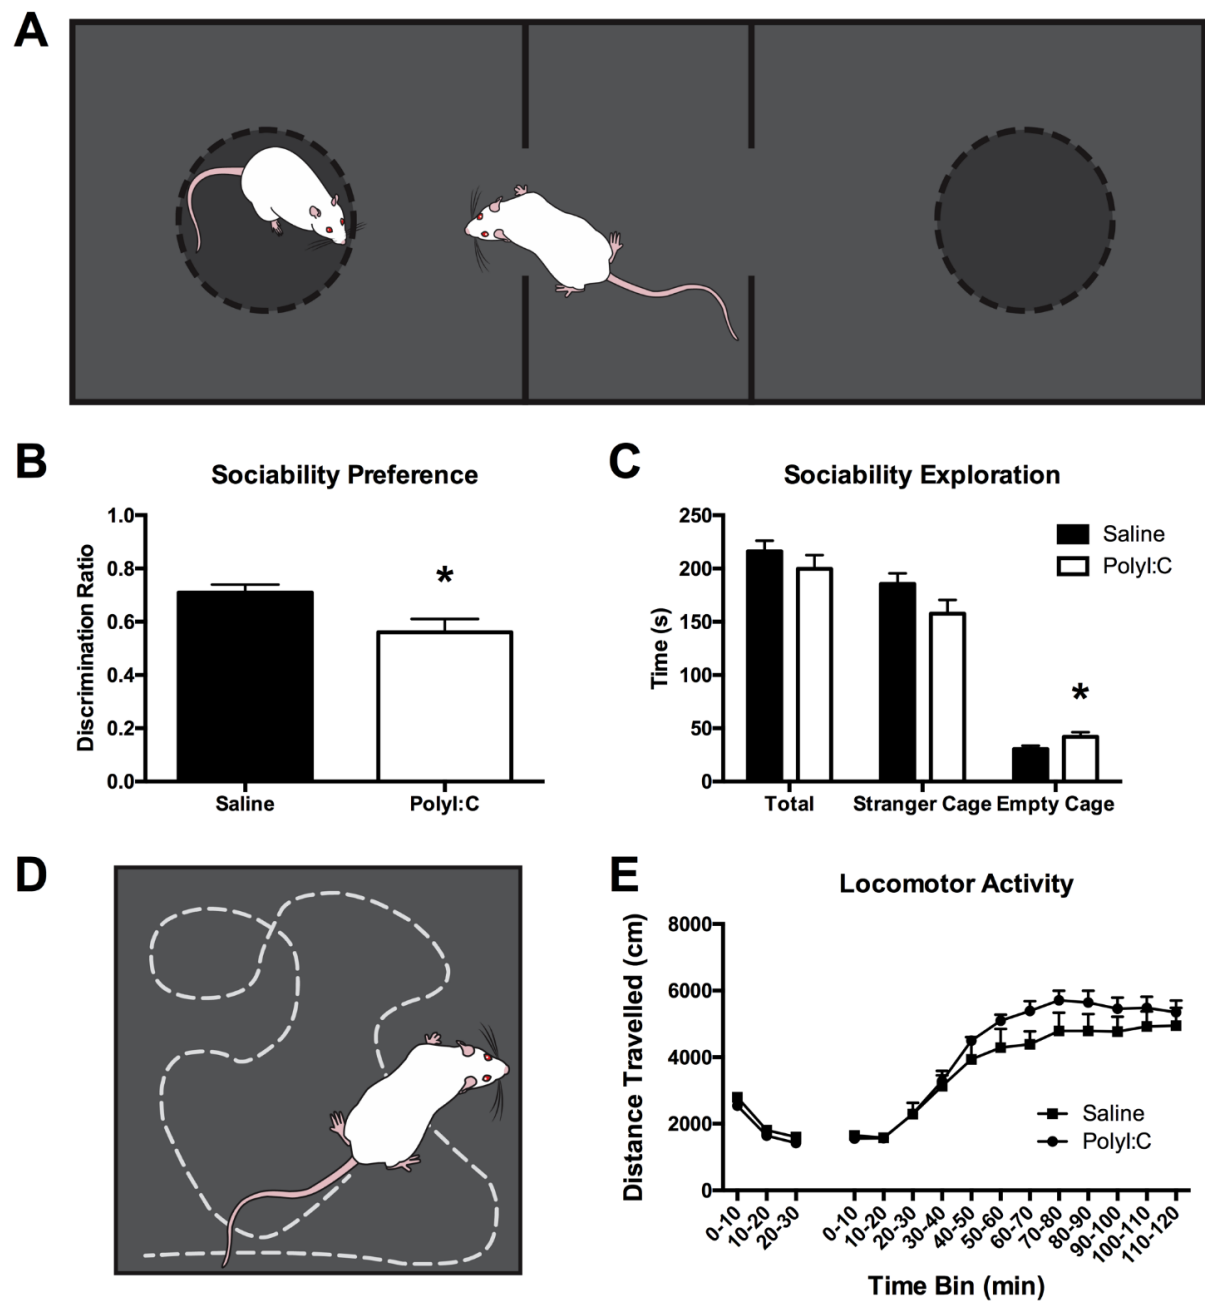 A
B
Sociability Preference
Discrimination Ratio
1.0
0.8
0.6
0.4
0.2
0.0
*
Saline
PolyI:C
C
Sociability Exploration
Time (s)
250
200
150
100
50
0
Saline
PolyI:C
*
Total
Stranger Cage
Empty Cage
D
E
Locomotor Activity
Distance Travelled (cm)
8000
6000
4000
2000
0
Saline
PolyI:C
0-10
10-20
20-30
0-10
10-20
20-30
30-40
40-50
50-60
60-70
70-80
80-90
90-100
100-110
110-120
Time Bin (min)